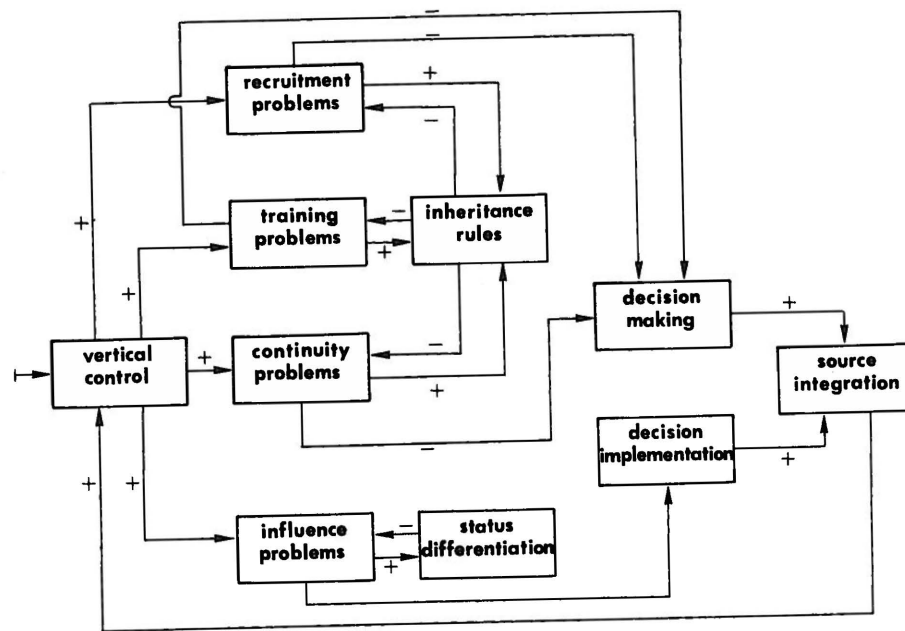 −
−
recruitment
problems
+
−
+
training
problems
−
+
inheritance
rules
+
decision
making
+
vertical
control
+
continuity
problems
−
+
source
integration
−
decision
implementation
+
+
+
influence
problems
−
+
status
differentiation